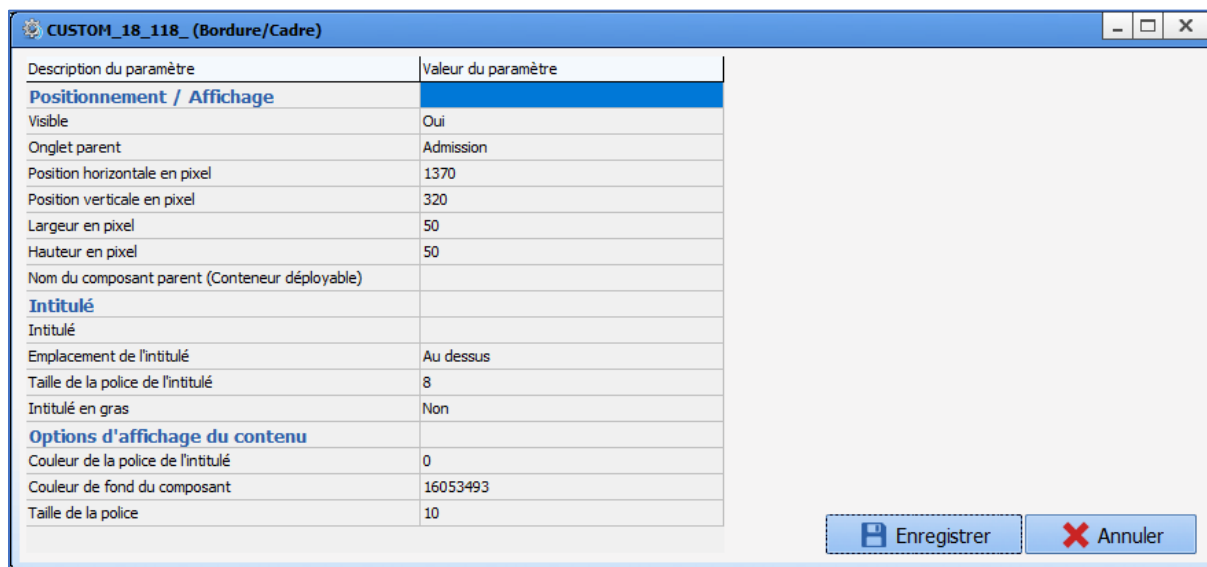 CUSTOM_18_118_ (Bordure/Cadre)
Description du paramètre Valeur du paramètre
Positionnement / Affichage
Visible Oui
Onglet parent Admission
Position horizontale en pixel 1370
Position verticale en pixel 320
Largeur en pixel 50
Hauteur en pixel 50
Nom du composant parent (Conteneur déployable)
Intitulé
Intitulé
Emplacement de l'intitulé Au dessus
Taille de la police de l'intitulé 8
Intitulé en gras Non
Options d'affichage du contenu
Couleur de la police de l'intitulé 0
Couleur de fond du composant 16053493
Taille de la police 10
Enregistrer Annuler